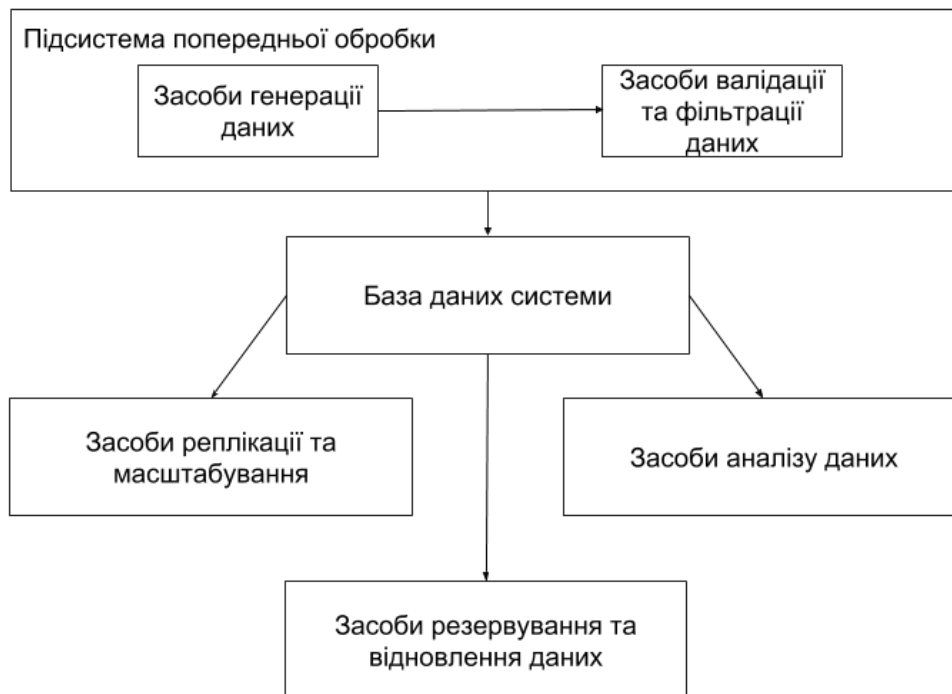 Підсистема попередньої обробки
Засоби генерації
даних
Засоби валідації
та фільтрації
даних
База даних системи
Засоби реплікації та
масштабування
Засоби аналізу даних
Засоби резервування та
відновлення даних